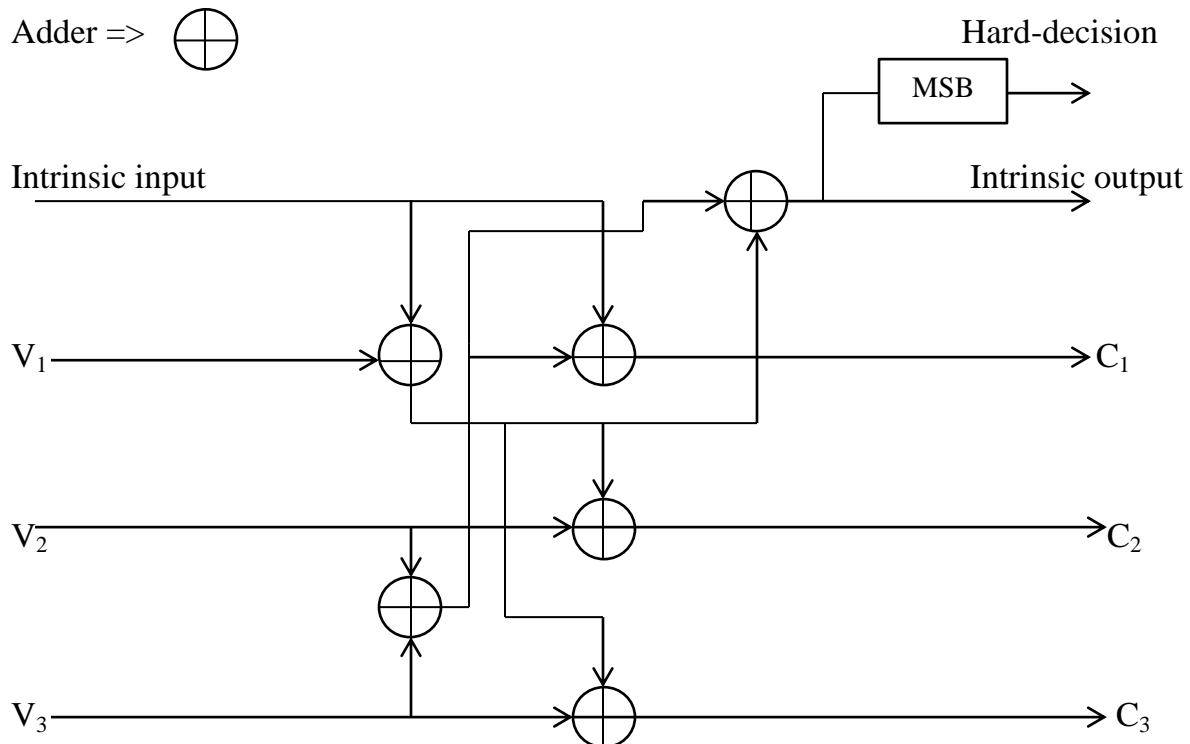 Adder =>
Hard-decision
MSB
Intrinsic input
Intrinsic output
V₁
C₁
V₂
C₂
V₃
C₃